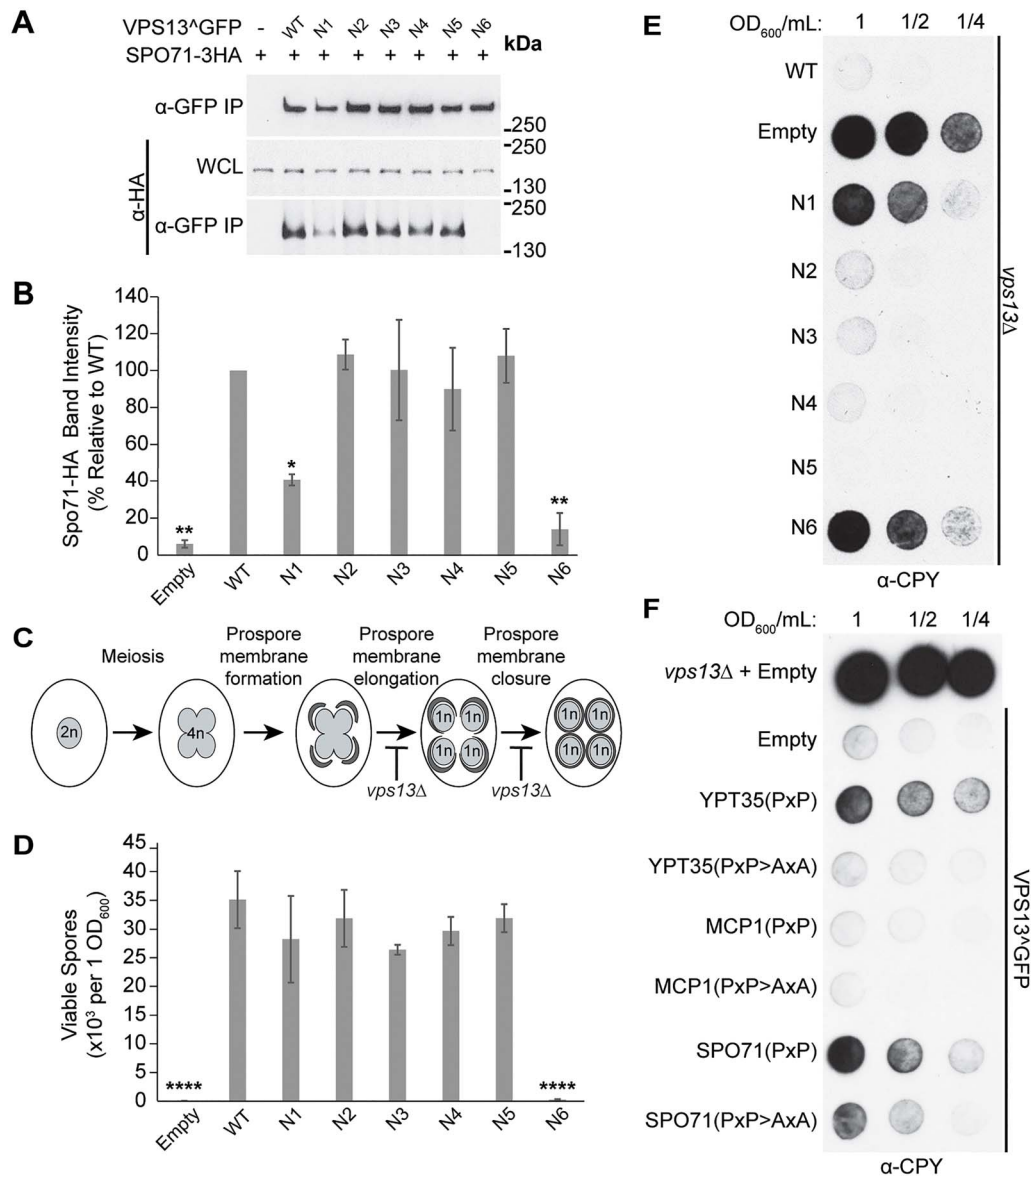 A
VPS13^GFP - WT N1 N2 N3 N4 N5 N6
SPO71-3HA + + + + + + + +
kDa
α-GFP IP
-250
α-HA
WCL
-250
-130
α-GFP IP
-250
-130
B
Spo71-HA Band Intensity
(% Relative to WT)
140
120
100
80
60
40
20
0
** * **
Empty WT N1 N2 N3 N4 N5 N6
C
Meiosis
Prospore
membrane
formation
Prospore
membrane
elongation
Prospore
membrane
closure
2n
4n
1n 1n
1n 1n
1n 1n
1n 1n
vps13Δ
vps13Δ
D
Viable Spores
(x10³ per 1 OD₆₀₀)
45
40
35
30
25
20
15
10
5
0
**** ****
Empty WT N1 N2 N3 N4 N5 N6
E
OD₆₀₀/mL: 1 1/2 1/4
WT
Empty
N1
N2
N3
N4
N5
N6
vps13Δ
α-CPY
F
OD₆₀₀/mL: 1 1/2 1/4
vps13Δ + Empty
Empty
YPT35(PxP)
YPT35(PxP>AxA)
MCP1(PxP)
MCP1(PxP>AxA)
SPO71(PxP)
SPO71(PxP>AxA)
VPS13^GFP
α-CPY